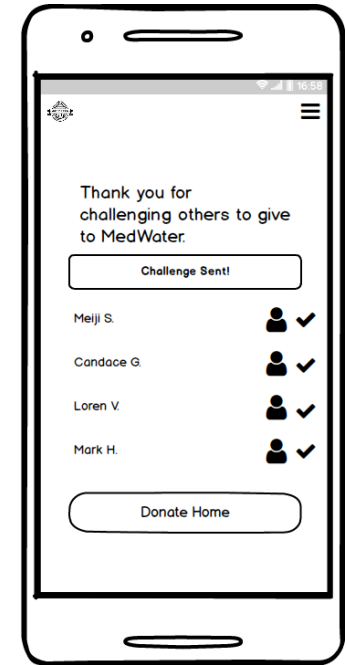 16:58
Thank you for
challenging others to give
to MedWater.
Challenge Sent!
Meiji S.
Candace G.
Loren V.
Mark H.
Donate Home